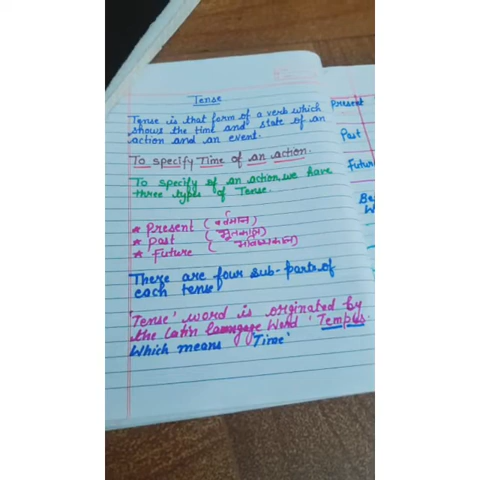 Tense
Tense is that form of a verb which
shows the time and state of an
action and an event.
To specify Time of an action.
To specify of an action, we have
three types of Tense.
* Present (वर्तमान)
* Past (भूतकाल)
* Future (भविष्यकाल)
There are four sub-parts of
each tense
'Tense' word is originated by
the Latin langage Word 'Tempus.
Which means 'Time'
Present
Past
Future
Be
W